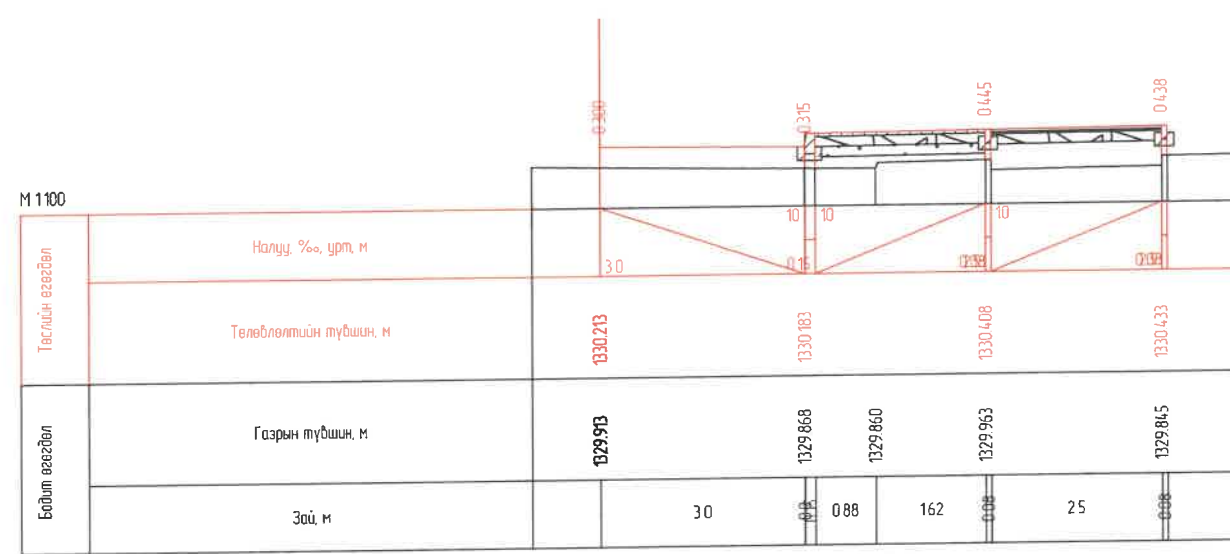 0.300
0.315
0.445
0.438
М 1:100
Төслийн өгөгдөл
Налуу, ‰, урт, м
10 10 10
3.0 0.15
Төлөвлөлтийн түвшин, м
1330.213 1330.183 1330.408 1330.433
Бодит өгөгдөл
Газрын түвшин, м
1329.913 1329.868 1329.860 1329.963 1329.845
Зай, м
3.0 0.88 1.62 0.08 2.5 0.08